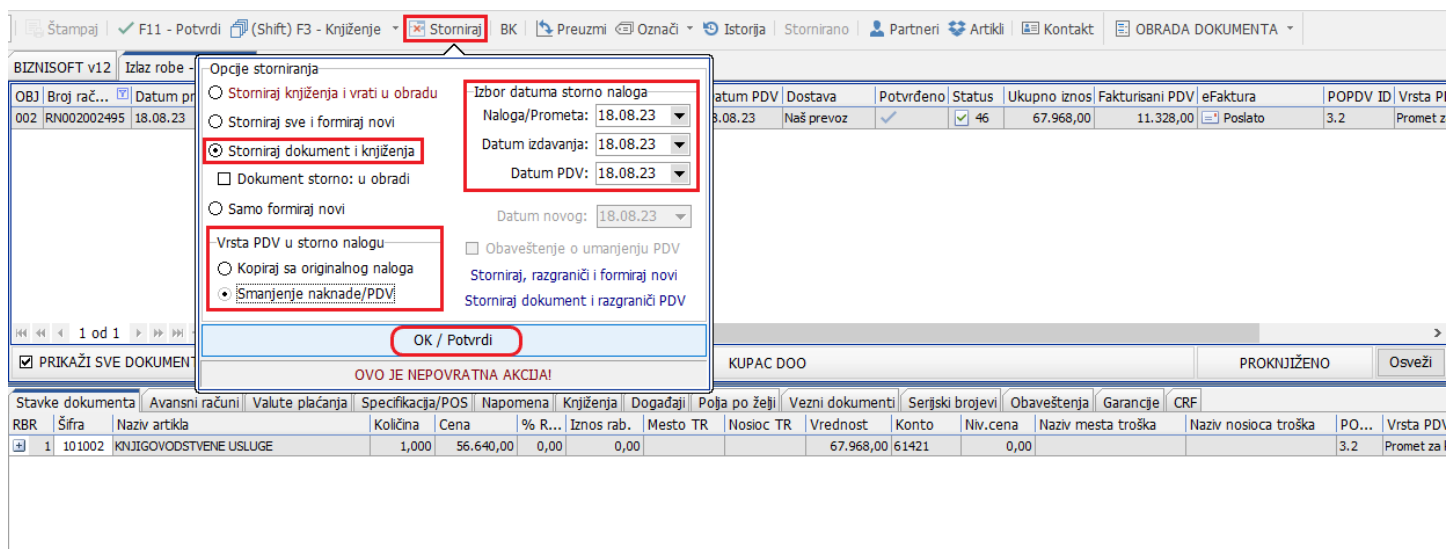 Štampaj F11 - Potvrdi (Shift) F3 - Knjiženje Storniraj BK Preuzmi Označi Istorija Stornirano Partneri Artikli Kontakt OBRADA DOKUMENTA
BIZNISOFT v12 Izlaz robe -
OBJ Broj rač... Datum pr
atum PDV Dostava Potvrđeno Status Ukupno iznos Fakturisani PDV eFaktura POPDV ID Vrsta P
002 RN002002495 18.08.23
8.08.23 Naš prevoz 46 67.968,00 11.328,00 Poslato 3.2 Promet z
Opcije storniranja
Storniraj knjiženja i vrati u obradu
Storniraj sve i formiraj novi
Storniraj dokument i knjiženja
Dokument storno: u obradi
Samo formiraj novi
Vrsta PDV u storno nalogu
Kopiraj sa originalnog naloga
Smanjenje naknade/PDV
Izbor datuma storno naloga
Naloga/Prometa: 18.08.23
Datum izdavanja: 18.08.23
Datum PDV: 18.08.23
Datum novog: 18.08.23
Obaveštenje o umanjenju PDV
Storniraj, razgraniči i formiraj novi
Storniraj dokument i razgraniči PDV
OK / Potvrdi
OVO JE NEPOVRATNA AKCIJA!
1 od 1
PRIKAŽI SVE DOKUMENT KUPAC DOO PROKNJIŽENO Osveži
Stavke dokumenta Avansni računi Valute plaćanja Specifikacija/POS Napomena Knjiženja Događaji Polja po želji Vezni dokumenti Serijski brojevi Obaveštenja Garancije CRF
RBR Šifra Naziv artikla Količina Cena % R... Iznos rab. Mesto TR Nosioc TR Vrednost Konto Niv.cena Naziv mesta troška Naziv nosioca troška PO... Vrsta PDV
1 101002 KNJIGOVODSTVENE USLUGE 1,000 56.640,00 0,00 0,00 67.968,00 61421 0,00 3.2 Promet za